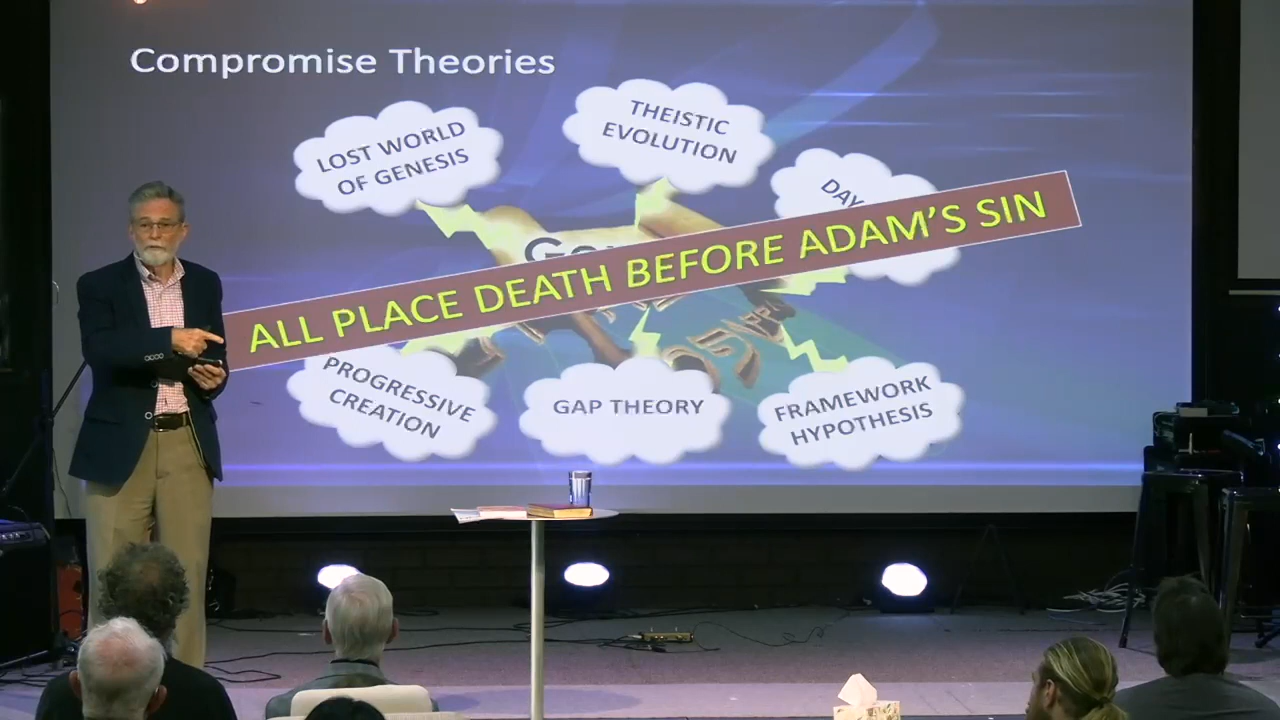 Compromise Theories
LOST WORLD
OF GENESIS
THEISTIC
EVOLUTION
DAY
ALL PLACE DEATH BEFORE ADAM'S SIN
PROGRESSIVE
CREATION
GAP THEORY
FRAMEWORK
HYPOTHESIS